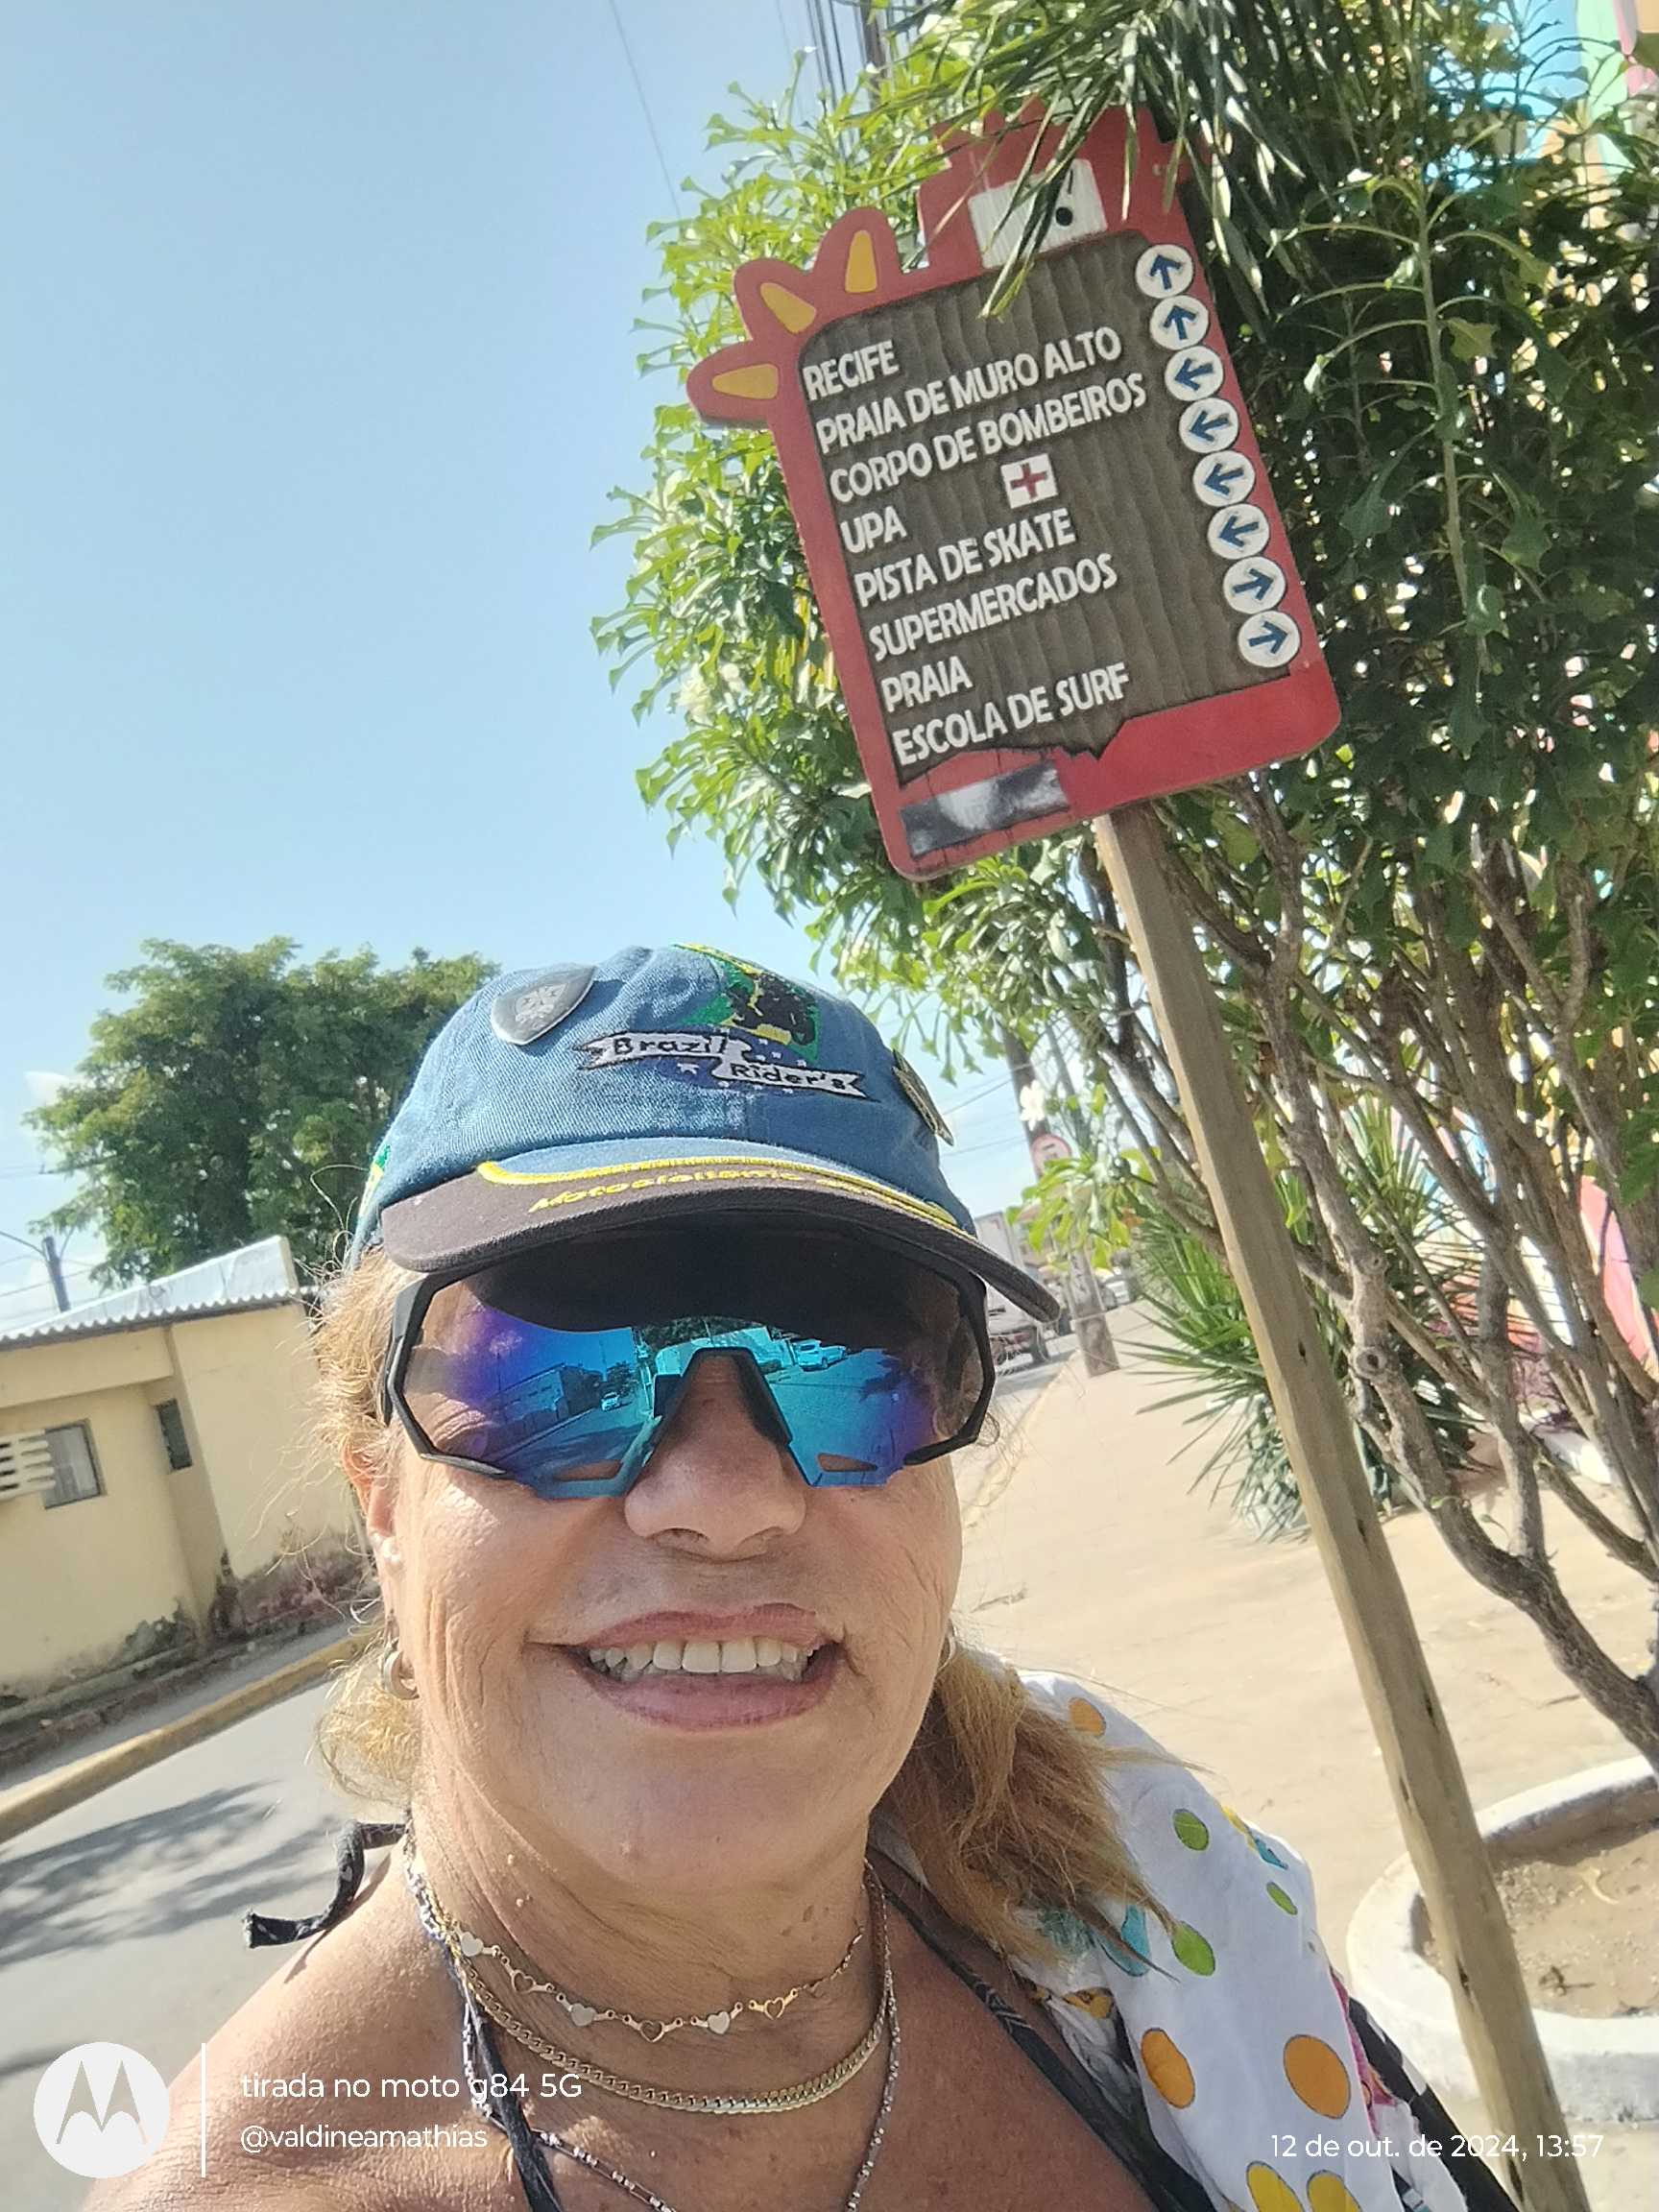 RECIFE
PRAIA DE MURO ALTO
CORPO DE BOMBEIROS
UPA
PISTA DE SKATE
SUPERMERCADOS
PRAIA
ESCOLA DE SURF
Brazil
Rider's
tirada no moto g84 5G
@valdineamathias
12 de out. de 2024, 13:57